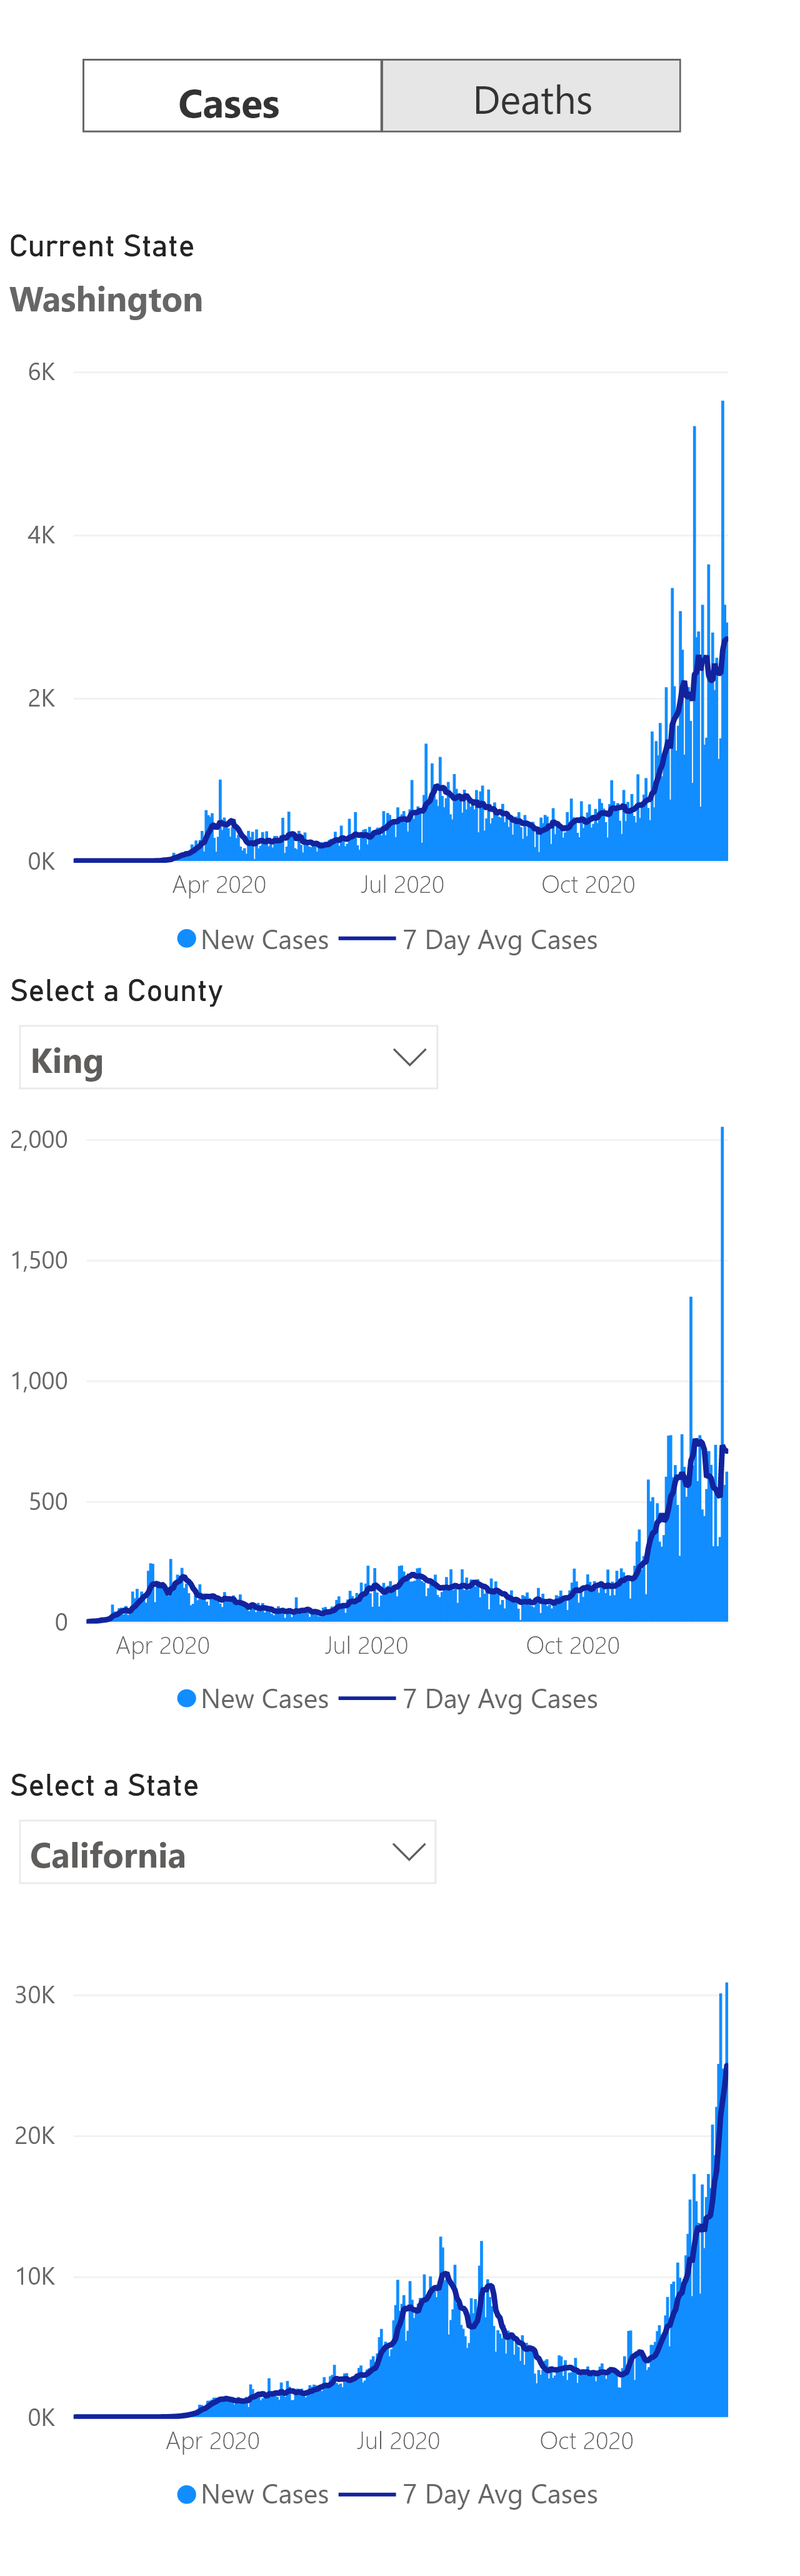 Cases Deaths
Current State
Washington
6K
4K
2K
0K
Apr 2020 Jul 2020 Oct 2020
New Cases 7 Day Avg Cases
Select a County
King
2,000
1,500
1,000
500
0
Apr 2020 Jul 2020 Oct 2020
New Cases 7 Day Avg Cases
Select a State
California
30K
20K
10K
0K
Apr 2020 Jul 2020 Oct 2020
New Cases 7 Day Avg Cases